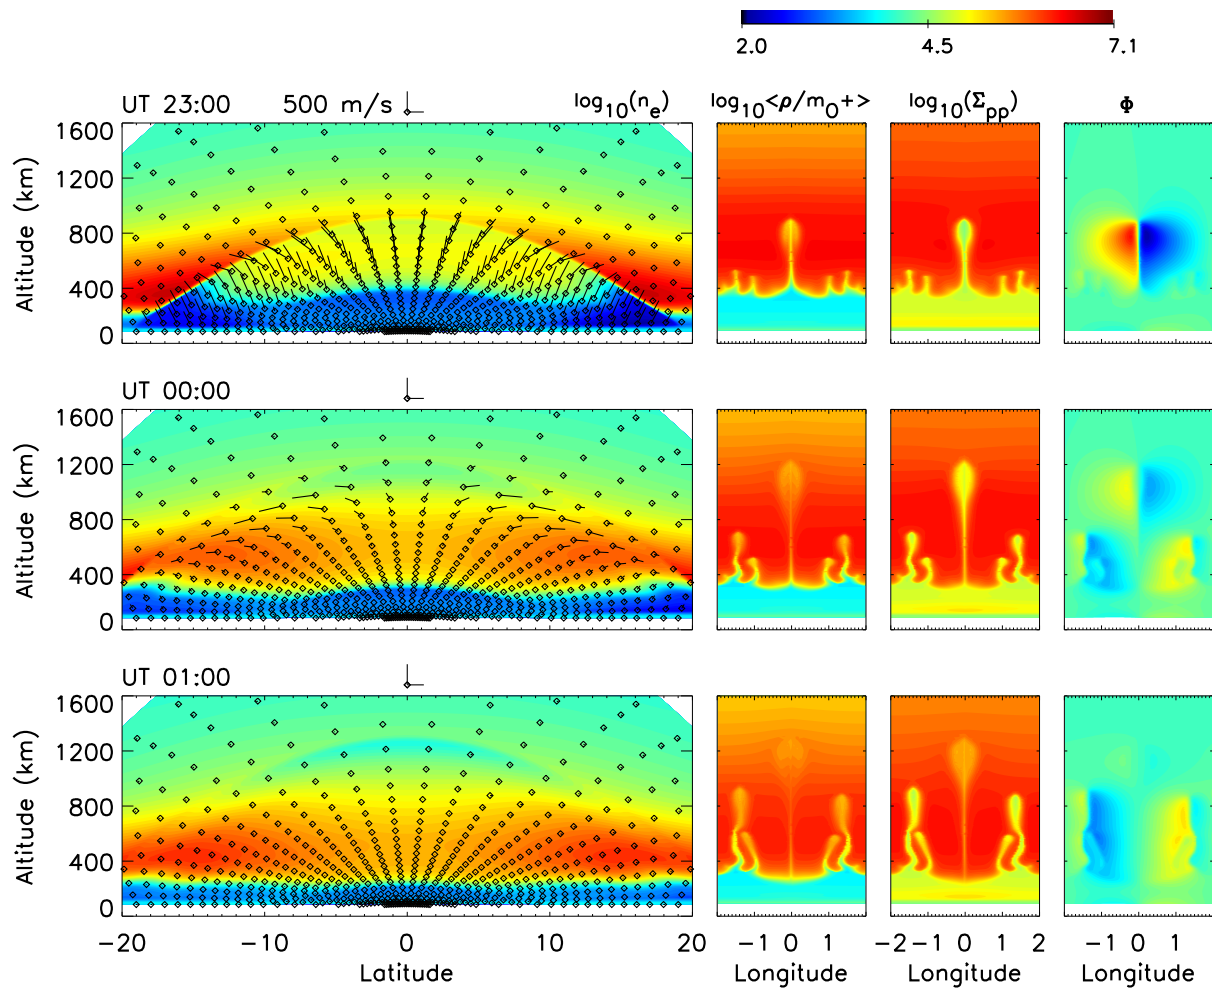 2.0 4.5 7.1
UT 23:00 500 m/s log10(ne) log10<ρ/m0+> log10(Σpp) Φ
1600
1200
800
400
0
Altitude (km)
UT 00:00
1600
1200
800
400
0
Altitude (km)
UT 01:00
1600
1200
800
400
0
Altitude (km)
−20 −10 0 10 20 −1 0 1 −2 −1 0 1 2 −1 0 1
Latitude Longitude Longitude Longitude